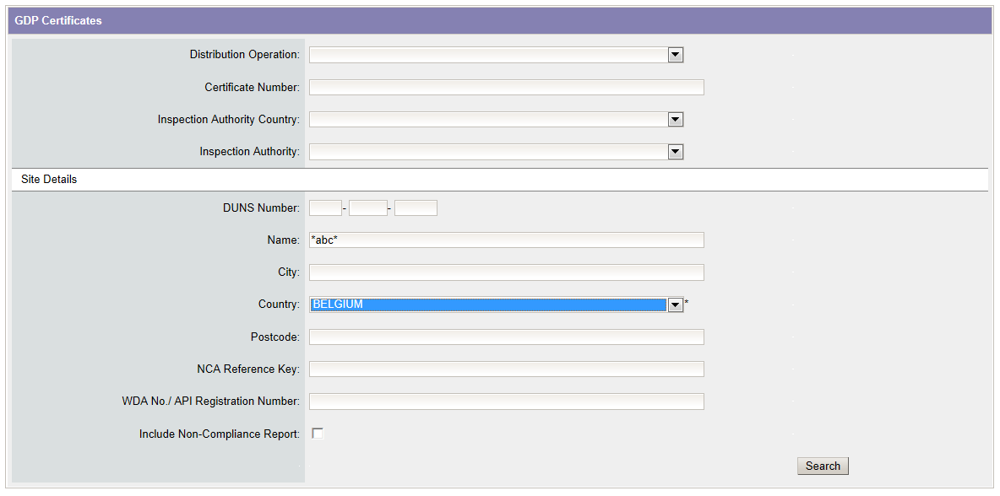 GDP Certificates
Distribution Operation:
Certificate Number:
Inspection Authority Country:
Inspection Authority:
Site Details
DUNS Number: - -
Name: *abc*
City:
Country: BELGIUM *
Postcode:
NCA Reference Key:
WDA No./ API Registration Number:
Include Non-Compliance Report:
Search